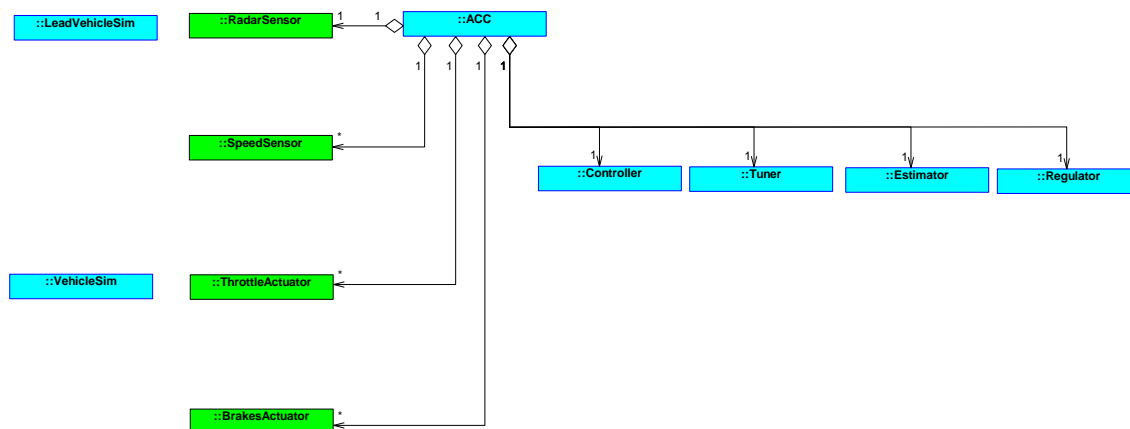 ::LeadVehicleSim
::RadarSensor
1
1
::ACC
1
1
1
1
::SpeedSensor
*
1
1
1
1
::Controller
::Tuner
::Estimator
::Regulator
::VehicleSim
::ThrottleActuator
*
::BrakesActuator
*